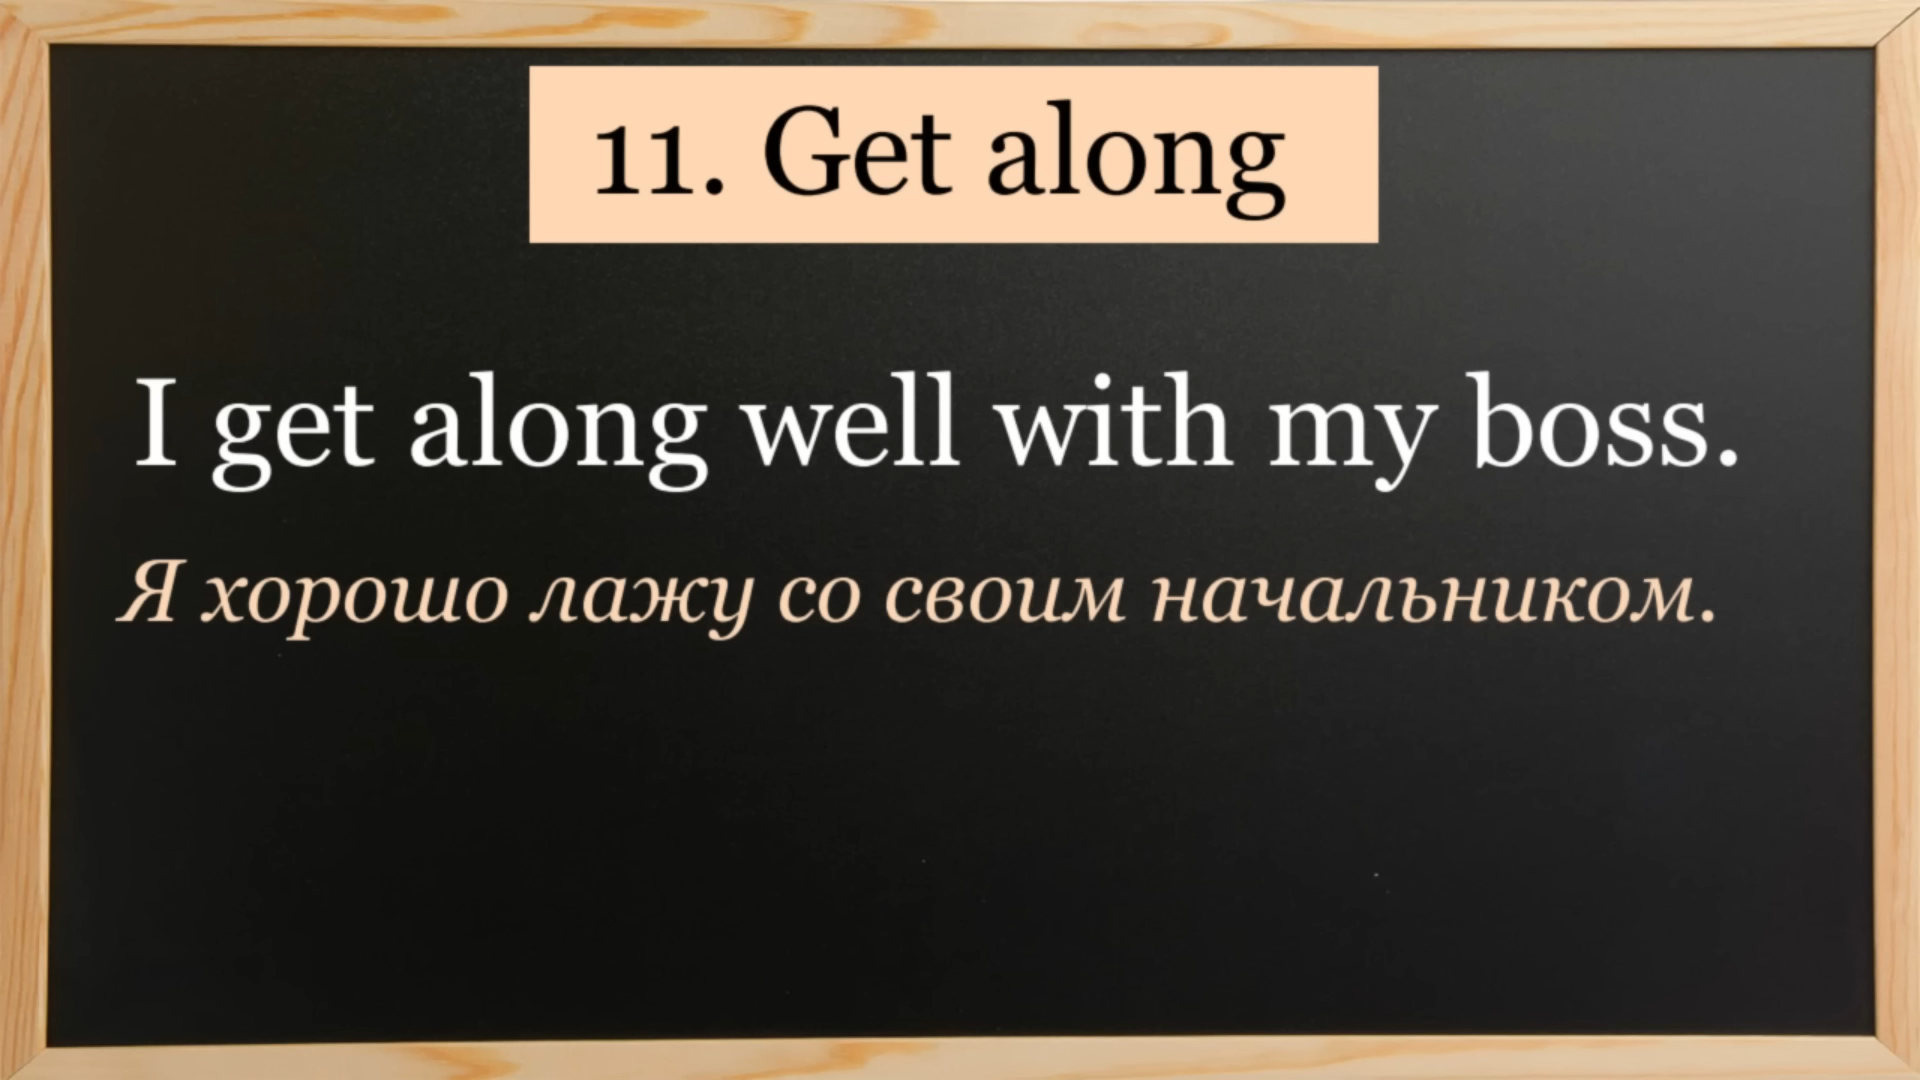 11. Get along
I get along well with my boss.
Я хорошо лажу со своим начальником.